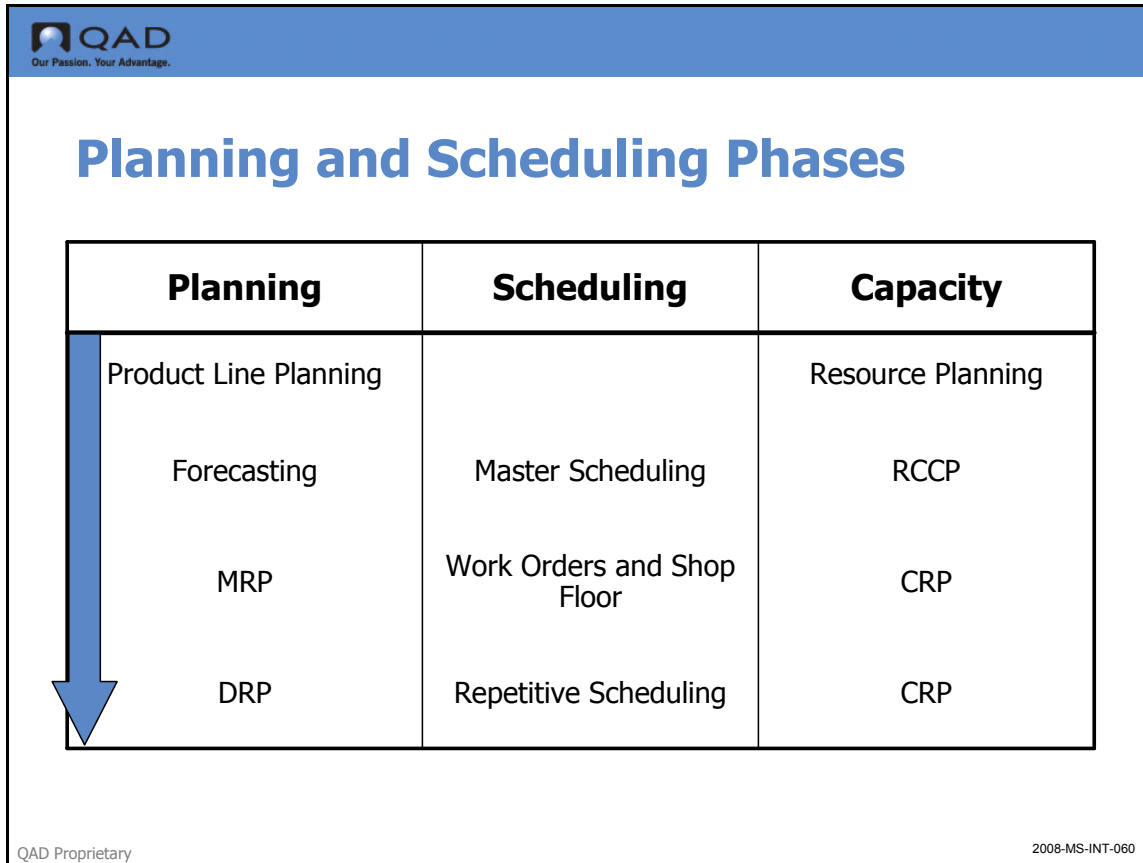 QAD
Our Passion. Your Advantage.
Planning and Scheduling Phases
Planning Scheduling Capacity
Product Line Planning Resource Planning
Forecasting Master Scheduling RCCP
MRP Work Orders and Shop Floor CRP
DRP Repetitive Scheduling CRP
QAD Proprietary 2008-MS-INT-060